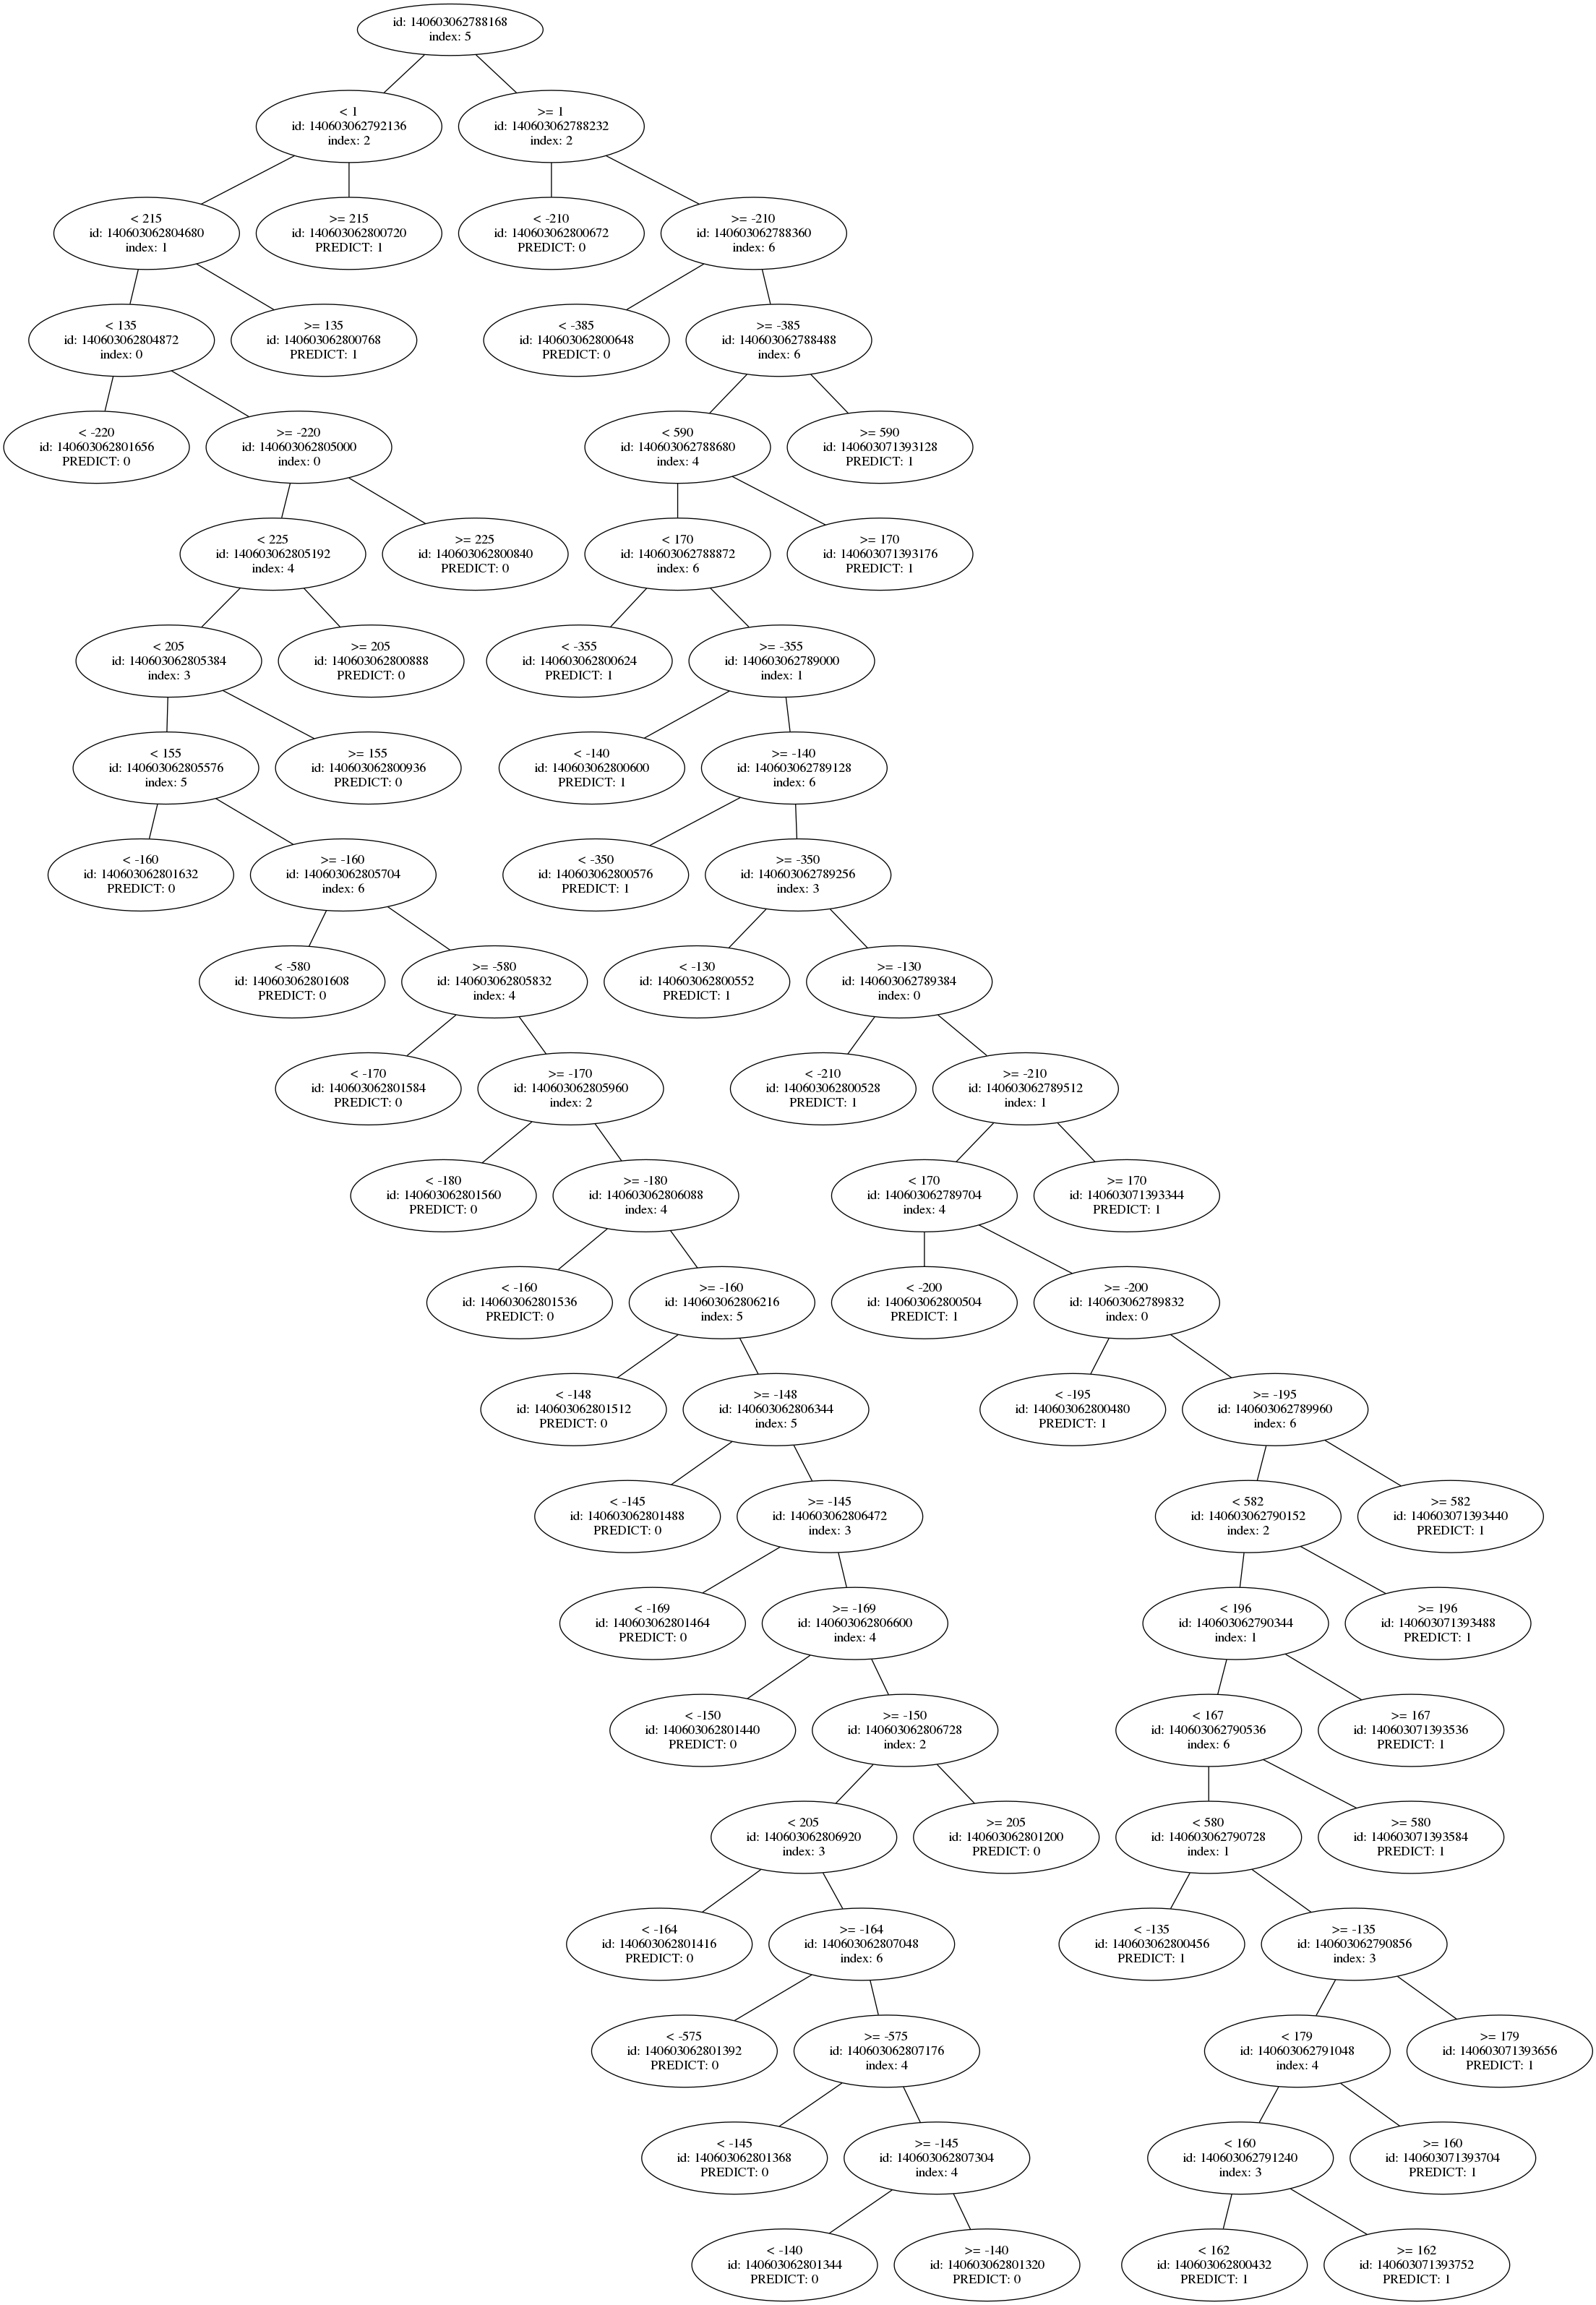 id: 140603062788168
index: 5
< 1
id: 140603062792136
index: 2
>= 1
id: 140603062788232
index: 2
< 215
id: 140603062804680
index: 1
>= 215
id: 140603062800720
PREDICT: 1
< -210
id: 140603062800672
PREDICT: 0
>= -210
id: 140603062788360
index: 6
< 135
id: 140603062804872
index: 0
>= 135
id: 140603062800768
PREDICT: 1
< -385
id: 140603062800648
PREDICT: 0
>= -385
id: 140603062788488
index: 6
< -220
id: 140603062801656
PREDICT: 0
>= -220
id: 140603062805000
index: 0
< 590
id: 140603062788680
index: 4
>= 590
id: 140603071393128
PREDICT: 1
< 225
id: 140603062805192
index: 4
>= 225
id: 140603062800840
PREDICT: 0
< 170
id: 140603062788872
index: 6
>= 170
id: 140603071393176
PREDICT: 1
< 205
id: 140603062805384
index: 3
>= 205
id: 140603062800888
PREDICT: 0
< -355
id: 140603062800624
PREDICT: 1
>= -355
id: 140603062789000
index: 1
< 155
id: 140603062805576
index: 5
>= 155
id: 140603062800936
PREDICT: 0
< -140
id: 140603062800600
PREDICT: 1
>= -140
id: 140603062789128
index: 6
< -160
id: 140603062801632
PREDICT: 0
>= -160
id: 140603062805704
index: 6
< -350
id: 140603062800576
PREDICT: 1
>= -350
id: 140603062789256
index: 3
< -580
id: 140603062801608
PREDICT: 0
>= -580
id: 140603062805832
index: 4
< -130
id: 140603062800552
PREDICT: 1
>= -130
id: 140603062789384
index: 0
< -170
id: 140603062801584
PREDICT: 0
>= -170
id: 140603062805960
index: 2
< -210
id: 140603062800528
PREDICT: 1
>= -210
id: 140603062789512
index: 1
< -180
id: 140603062801560
PREDICT: 0
>= -180
id: 140603062806088
index: 4
< 170
id: 140603062789704
index: 4
>= 170
id: 140603071393344
PREDICT: 1
< -160
id: 140603062801536
PREDICT: 0
>= -160
id: 140603062806216
index: 5
< -200
id: 140603062800504
PREDICT: 1
>= -200
id: 140603062789832
index: 0
< -148
id: 140603062801512
PREDICT: 0
>= -148
id: 140603062806344
index: 5
< -195
id: 140603062800480
PREDICT: 1
>= -195
id: 140603062789960
index: 6
< -145
id: 140603062801488
PREDICT: 0
>= -145
id: 140603062806472
index: 3
< 582
id: 140603062790152
index: 2
>= 582
id: 140603071393440
PREDICT: 1
< -169
id: 140603062801464
PREDICT: 0
>= -169
id: 140603062806600
index: 4
< 196
id: 140603062790344
index: 1
>= 196
id: 140603071393488
PREDICT: 1
< -150
id: 140603062801440
PREDICT: 0
>= -150
id: 140603062806728
index: 2
< 167
id: 140603062790536
index: 6
>= 167
id: 140603071393536
PREDICT: 1
< 205
id: 140603062806920
index: 3
>= 205
id: 140603062801200
PREDICT: 0
< 580
id: 140603062790728
index: 1
>= 580
id: 140603071393584
PREDICT: 1
< -164
id: 140603062801416
PREDICT: 0
>= -164
id: 140603062807048
index: 6
< -135
id: 140603062800456
PREDICT: 1
>= -135
id: 140603062790856
index: 3
< -575
id: 140603062801392
PREDICT: 0
>= -575
id: 140603062807176
index: 4
< 179
id: 140603062791048
index: 4
>= 179
id: 140603071393656
PREDICT: 1
< -145
id: 140603062801368
PREDICT: 0
>= -145
id: 140603062807304
index: 4
< 160
id: 140603062791240
index: 3
>= 160
id: 140603071393704
PREDICT: 1
< -140
id: 140603062801344
PREDICT: 0
>= -140
id: 140603062801320
PREDICT: 0
< 162
id: 140603062800432
PREDICT: 1
>= 162
id: 140603071393752
PREDICT: 1